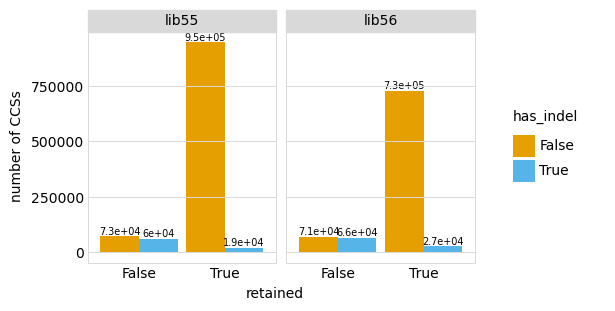 lib55
lib56
9.5e+05
7.3e+05
7.3e+04
6e+04
1.9e+04
7.1e+04
6.6e+04
2.7e+04
750000
500000
250000
0
number of CCSs
False
True
False
True
retained
has_indel
False
True